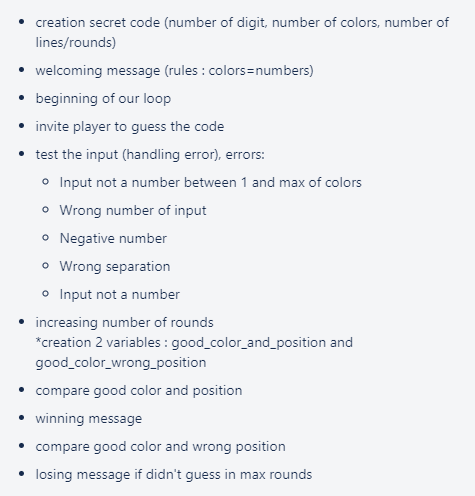 creation secret code (number of digit, number of colors, number of
lines/rounds)
welcoming message (rules : colors=numbers)
beginning of our loop
invite player to guess the code
test the input (handling error), errors:
Input not a number between 1 and max of colors
Wrong number of input
Negative number
Wrong separation
Input not a number
increasing number of rounds
*creation 2 variables : good_color_and_position and
good_color_wrong_position
compare good color and position
winning message
compare good color and wrong position
losing message if didn't guess in max rounds